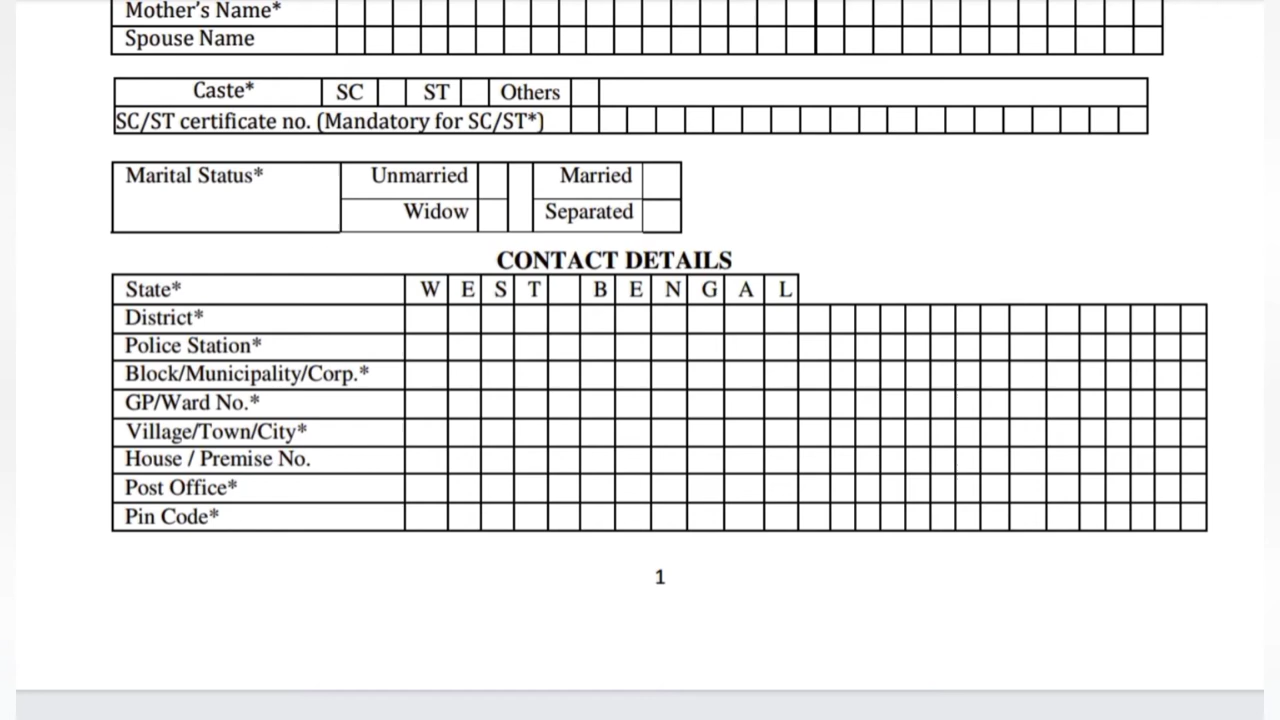 Mother's Name*
Spouse Name
Caste* SC ST Others
SC/ST certificate no. (Mandatory for SC/ST*)
Marital Status* Unmarried Married
Widow Separated
CONTACT DETAILS
State* W E S T B E N G A L
District*
Police Station*
Block/Municipality/Corp.*
GP/Ward No.*
Village/Town/City*
House / Premise No.
Post Office*
Pin Code*
1